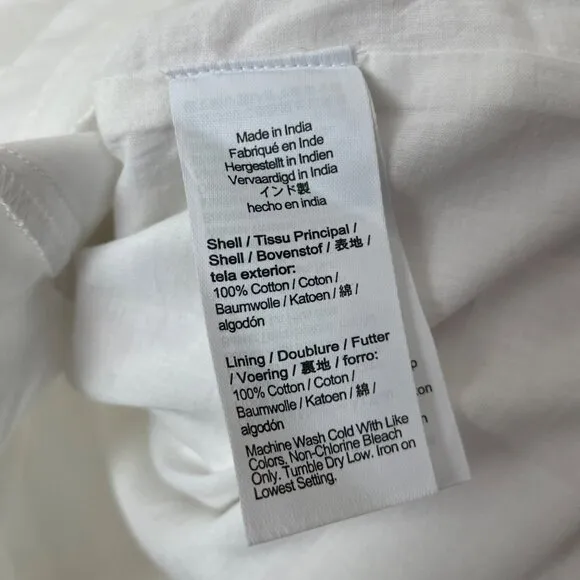 Made in India
Fabriqué en Inde
Hergestellt in Indien
Vervaardigd in India
インド製
hecho en india
Shell / Tissu Principal /
Shell / Bovenstof / 表地 /
tela exterior:
100% Cotton / Coton /
Baumwolle / Katoen / 綿 /
algodón
Lining / Doublure / Futter
/ Voering / 裏地 / forro:
100% Cotton / Coton /
Baumwolle / Katoen / 綿 /
algodón
Machine Wash Cold With Like
Colors, Non-Chlorine Bleach
Only. Tumble Dry Low. Iron on
Lowest Setting.